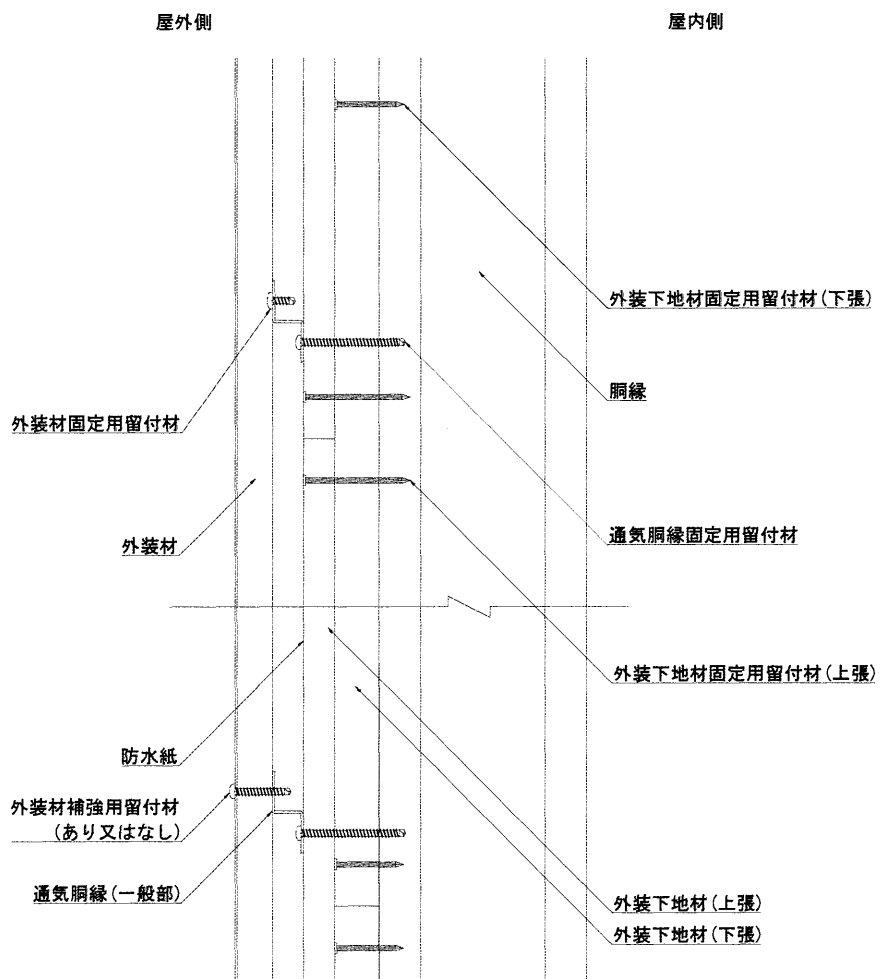 屋外側
屋内側
外装下地材固定用留付材(下張)
胴縁
外装材固定用留付材
通気胴縁固定用留付材
外装材
外装下地材固定用留付材(上張)
防水紙
外装材補強用留付材
(あり又はなし)
通気胴縁(一般部)
外装下地材(上張)
外装下地材(下張)